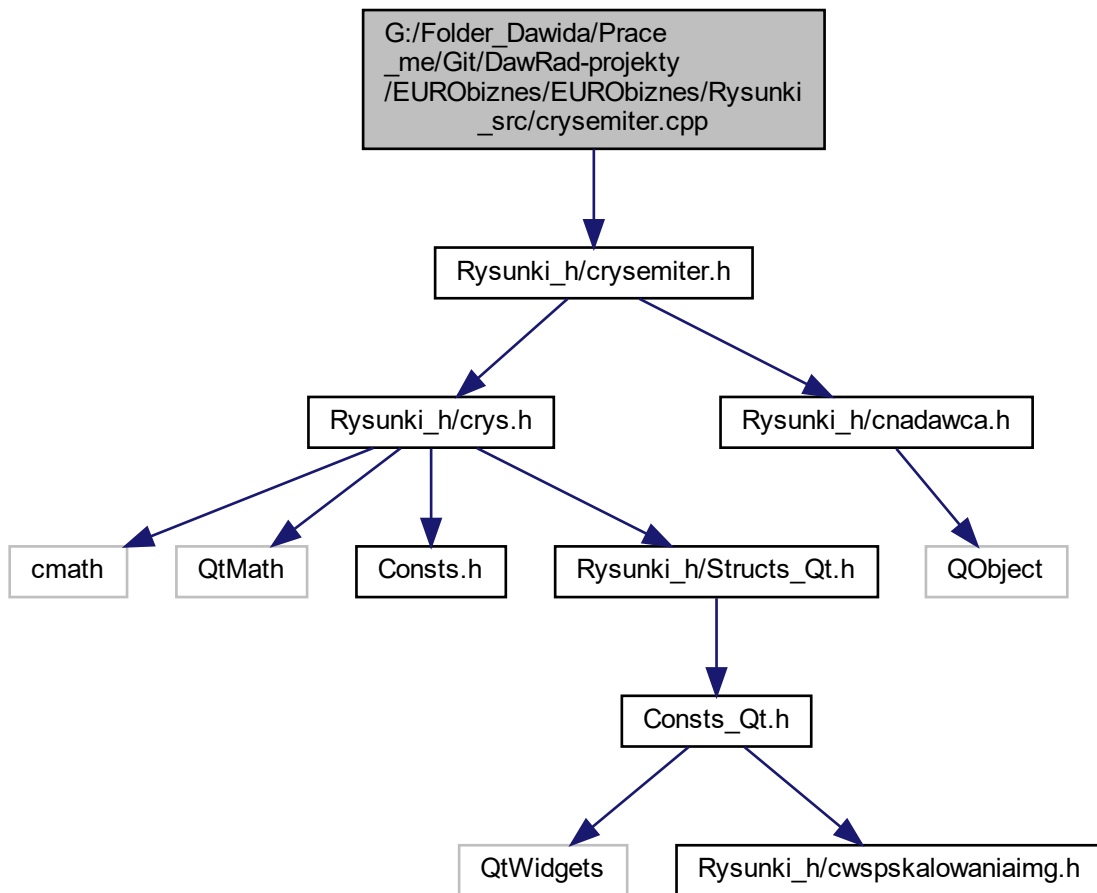 G:/Folder_Dawida/Prace
_me/Git/DawRad-projekty
/EURObiznes/EURObiznes/Rysunki
_src/crysemiter.cpp
Rysunki_h/crysemiter.h
Rysunki_h/crys.h
Rysunki_h/cnadawca.h
cmath
QtMath
Consts.h
Rysunki_h/Structs_Qt.h
QObject
Consts_Qt.h
QtWidgets
Rysunki_h/cwspskalowaniaimg.h